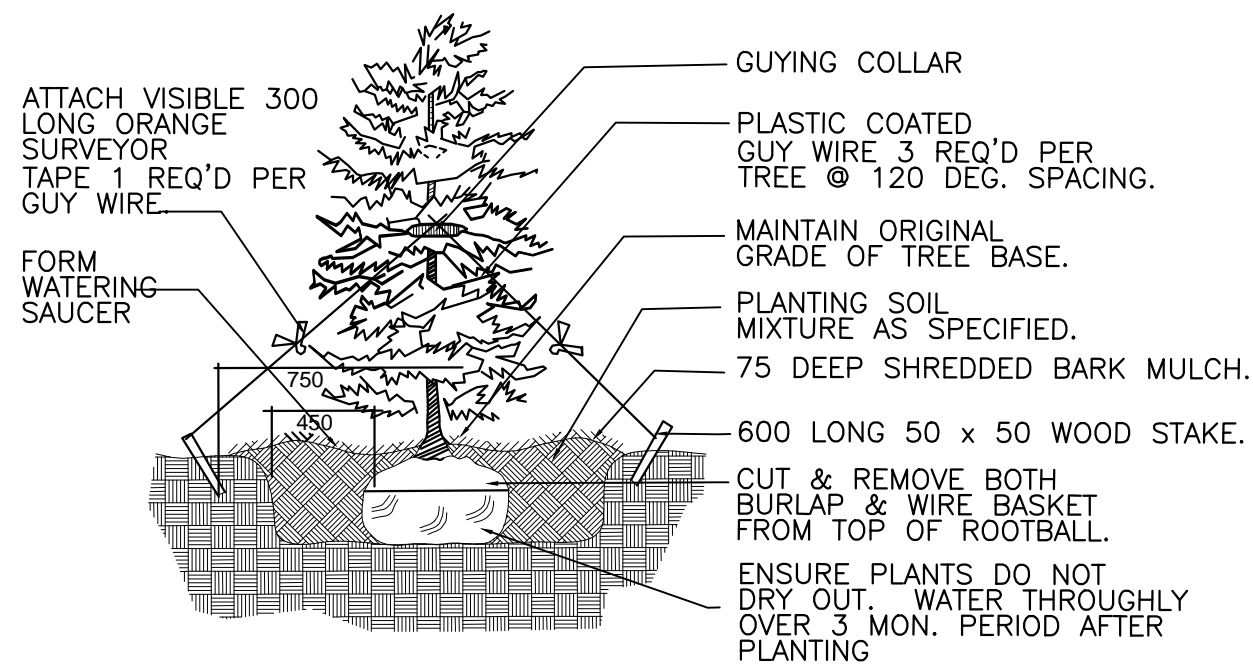 ATTACH VISIBLE 300
LONG ORANGE
SURVEYOR
TAPE 1 REQ'D PER
GUY WIRE.
FORM
WATERING
SAUCER
750
450
GUYING COLLAR
PLASTIC COATED
GUY WIRE 3 REQ'D PER
TREE @ 120 DEG. SPACING.
MAINTAIN ORIGINAL
GRADE OF TREE BASE.
PLANTING SOIL
MIXTURE AS SPECIFIED.
75 DEEP SHREDDED BARK MULCH.
600 LONG 50 x 50 WOOD STAKE.
CUT & REMOVE BOTH
BURLAP & WIRE BASKET
FROM TOP OF ROOTBALL.
ENSURE PLANTS DO NOT
DRY OUT. WATER THROUGHLY
OVER 3 MON. PERIOD AFTER
PLANTING